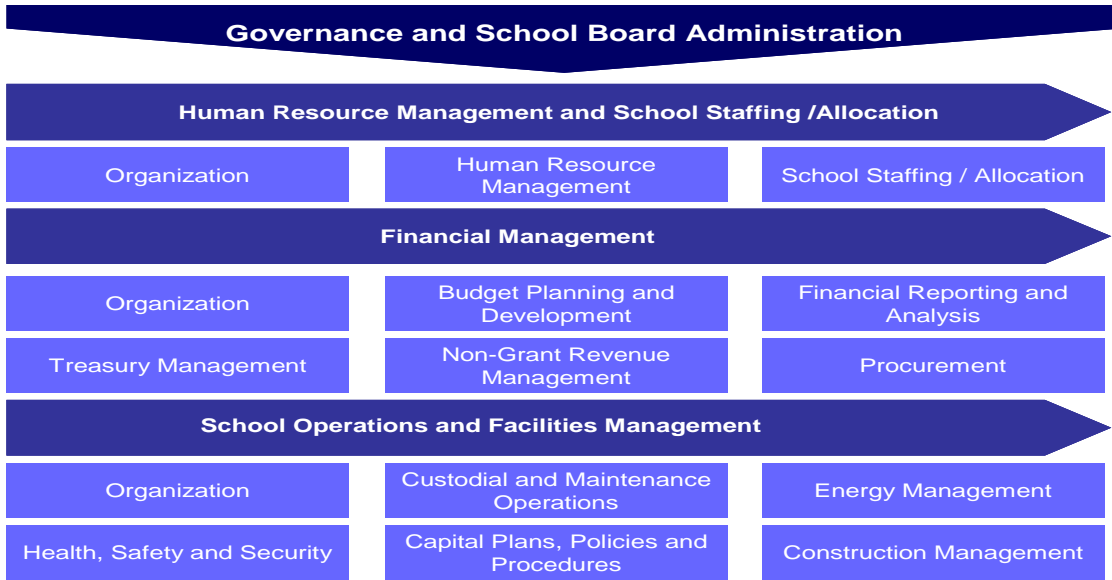 Governance and School Board Administration
Human Resource Management and School Staffing /Allocation
Organization
Human Resource
Management
School Staffing / Allocation
Financial Management
Organization
Budget Planning and
Development
Financial Reporting and
Analysis
Treasury Management
Non-Grant Revenue
Management
Procurement
School Operations and Facilities Management
Organization
Custodial and Maintenance
Operations
Energy Management
Health, Safety and Security
Capital Plans, Policies and
Procedures
Construction Management